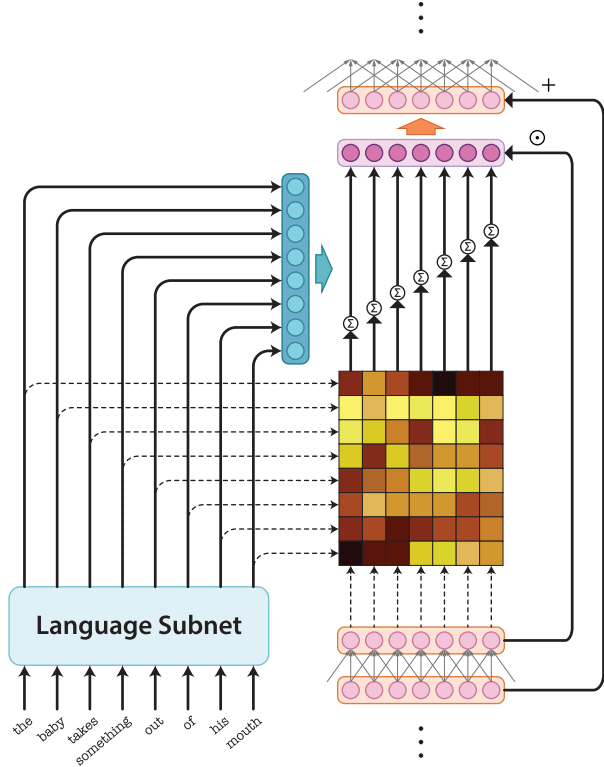 +
⊙
Σ Σ Σ Σ Σ Σ Σ
Language Subnet
the baby takes something out of his mouth